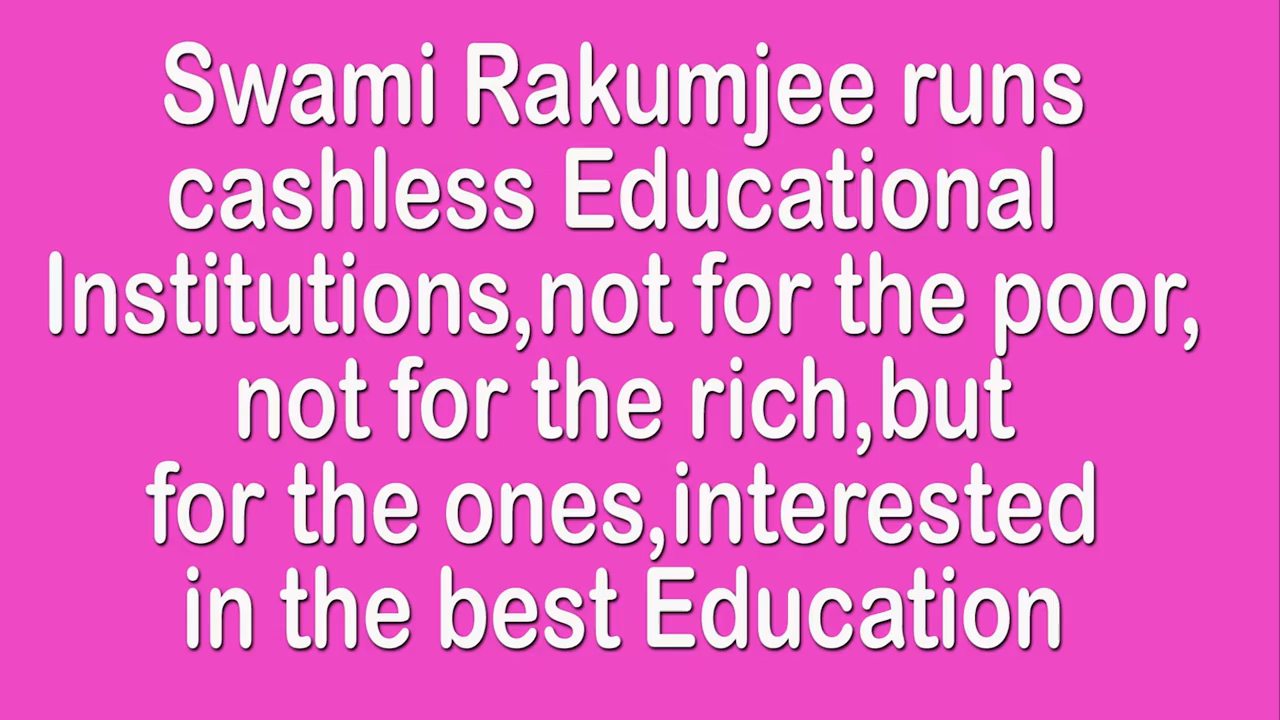 Swami Rakumjee runs
cashless Educational
Institutions,not for the poor,
not for the rich,but
for the ones,interested
in the best Education